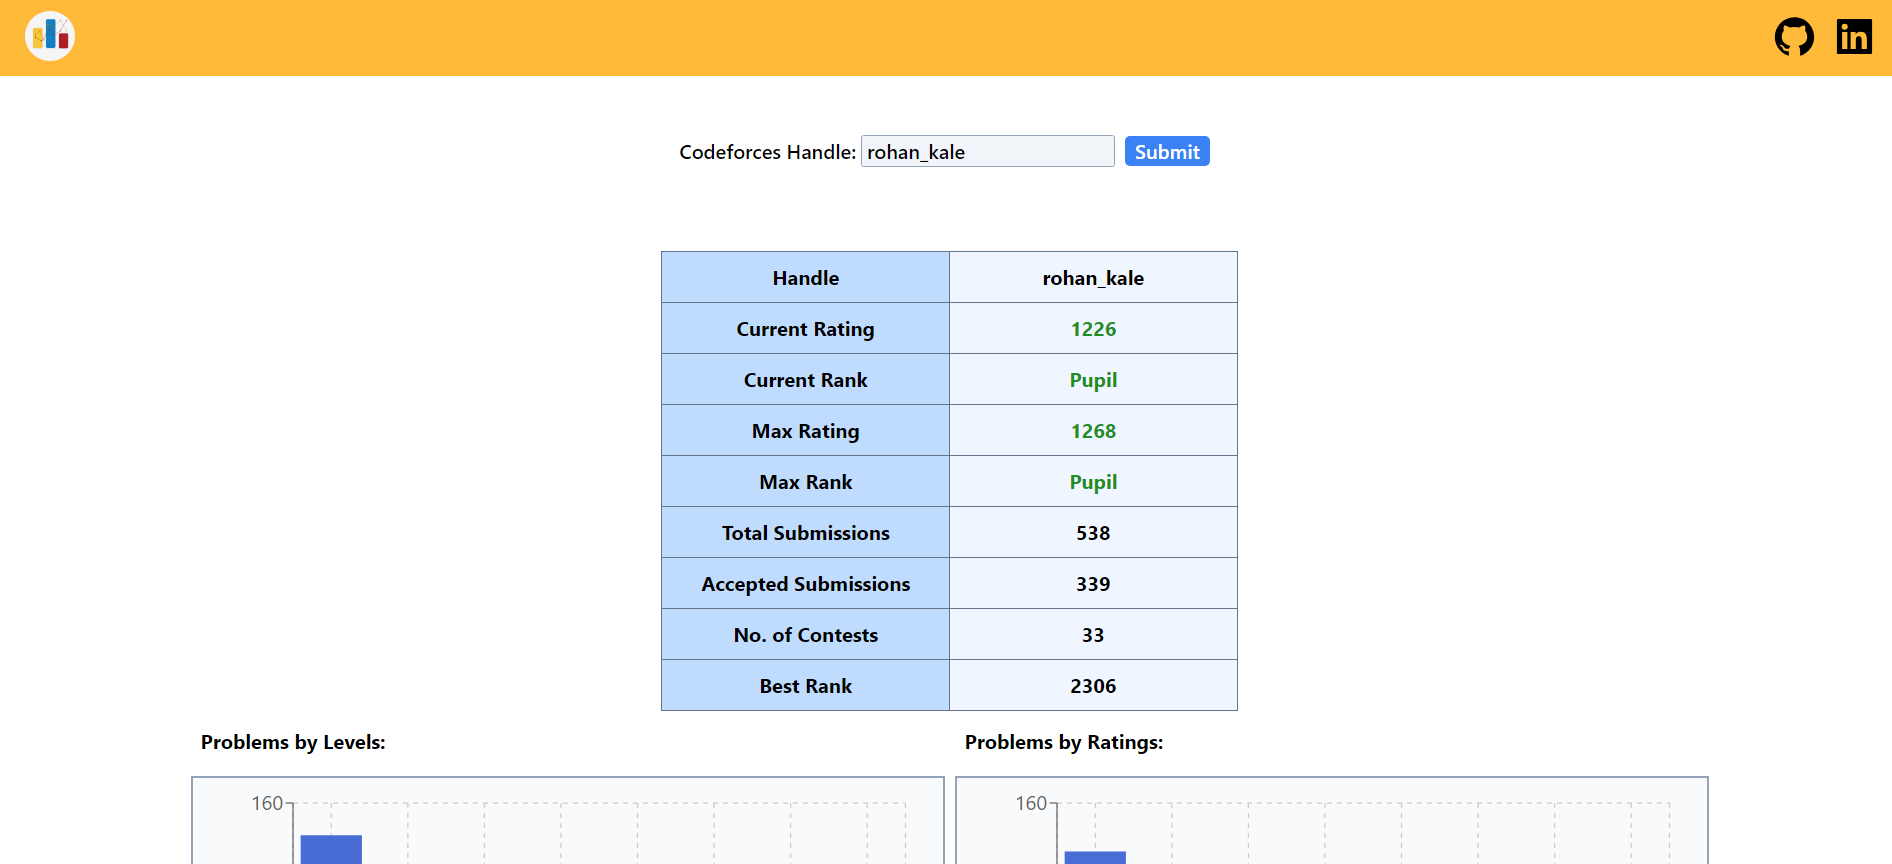 in
Codeforces Handle: rohan_kale Submit
Handle rohan_kale
Current Rating 1226
Current Rank Pupil
Max Rating 1268
Max Rank Pupil
Total Submissions 538
Accepted Submissions 339
No. of Contests 33
Best Rank 2306
Problems by Levels: Problems by Ratings:
160 160